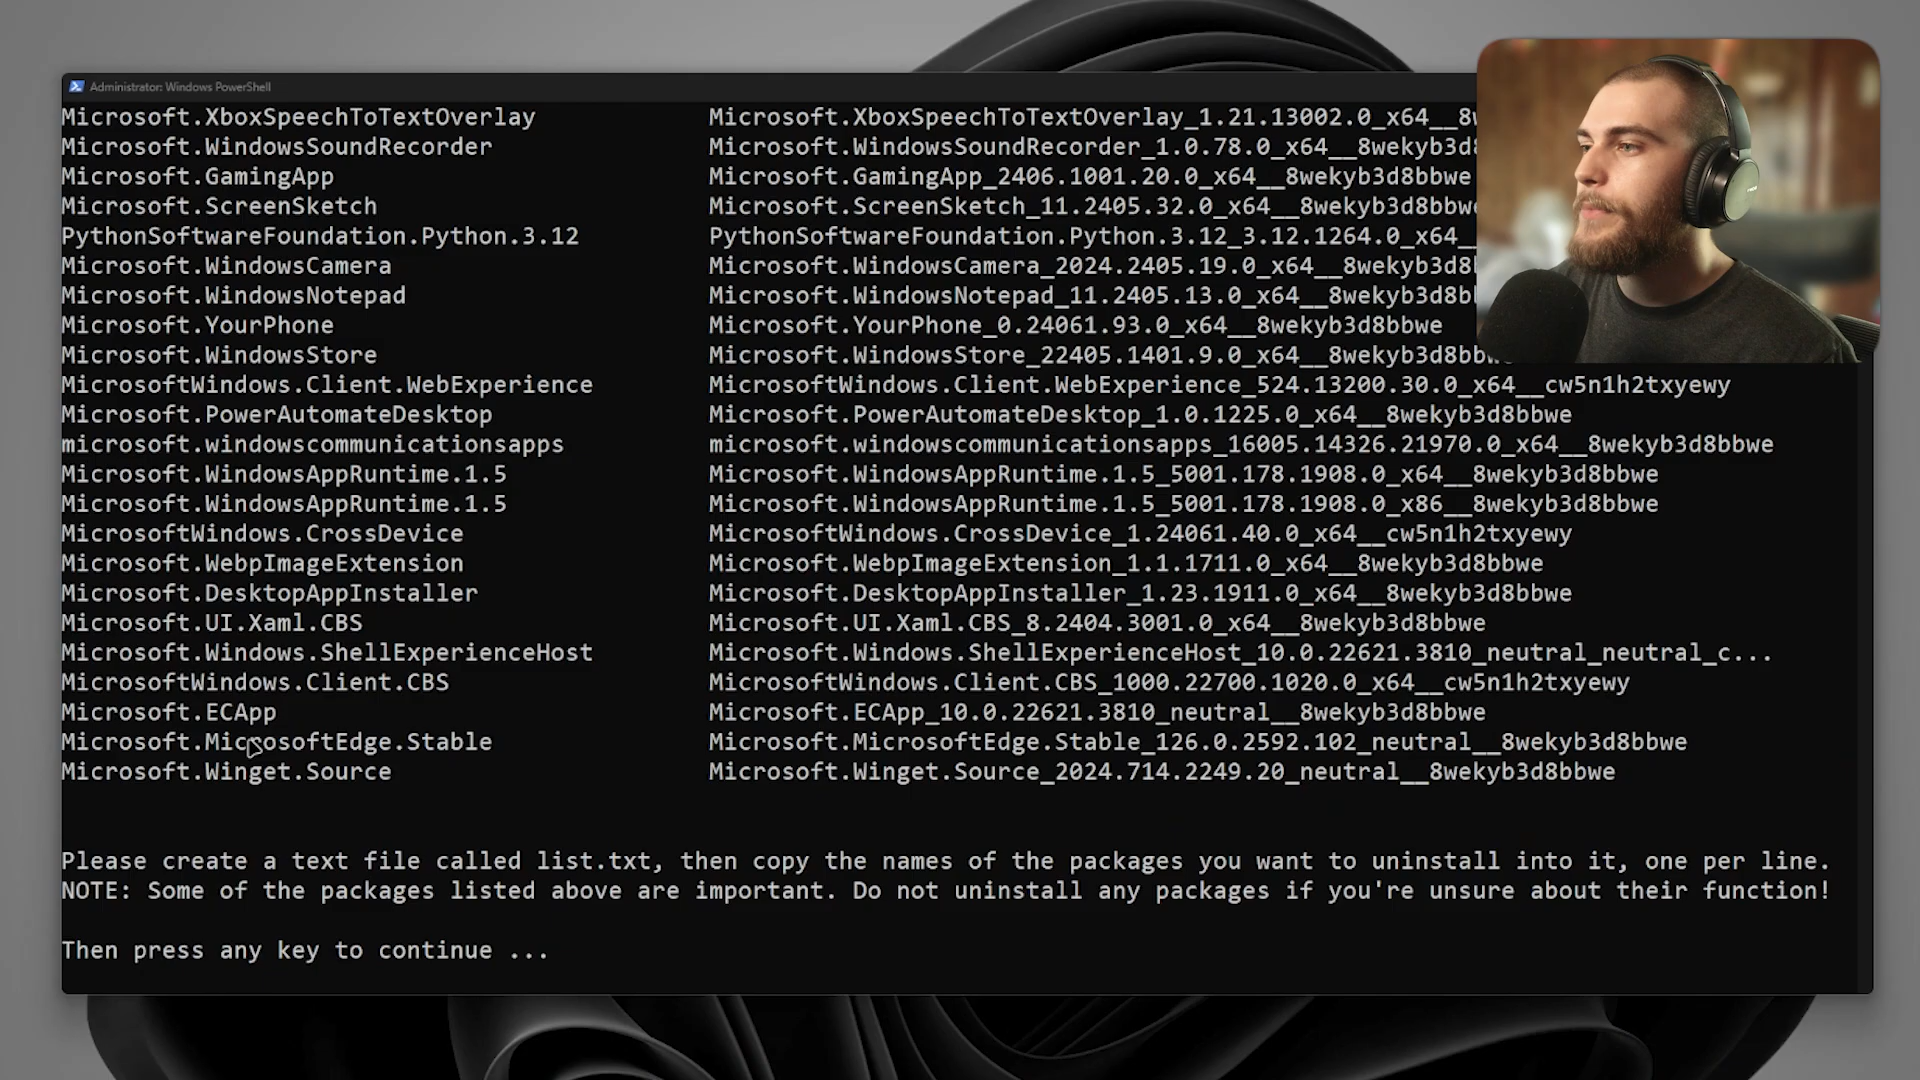 Administrator: Windows PowerShell
Microsoft.XboxSpeechToTextOverlay Microsoft.XboxSpeechToTextOverlay_1.21.13002.0_x64__8w
Microsoft.WindowsSoundRecorder Microsoft.WindowsSoundRecorder_1.0.78.0_x64__8wekyb3d8
Microsoft.GamingApp Microsoft.GamingApp_2406.1001.20.0_x64__8wekyb3d8bbwe
Microsoft.ScreenSketch Microsoft.ScreenSketch_11.2405.32.0_x64__8wekyb3d8bbw
PythonSoftwareFoundation.Python.3.12 PythonSoftwareFoundation.Python.3.12_3.12.1264.0_x64_
Microsoft.WindowsCamera Microsoft.WindowsCamera_2024.2405.19.0_x64__8wekyb3d8
Microsoft.WindowsNotepad Microsoft.WindowsNotepad_11.2405.13.0_x64__8wekyb3d8b
Microsoft.YourPhone Microsoft.YourPhone_0.24061.93.0_x64__8wekyb3d8bbwe
Microsoft.WindowsStore Microsoft.WindowsStore_22405.1401.9.0_x64__8wekyb3d8bbwe
MicrosoftWindows.Client.WebExperience MicrosoftWindows.Client.WebExperience_524.13200.30.0_x64__cw5n1h2txyewy
Microsoft.PowerAutomateDesktop Microsoft.PowerAutomateDesktop_1.0.1225.0_x64__8wekyb3d8bbwe
microsoft.windowscommunicationsapps microsoft.windowscommunicationsapps_16005.14326.21970.0_x64__8wekyb3d8bbwe
Microsoft.WindowsAppRuntime.1.5 Microsoft.WindowsAppRuntime.1.5_5001.178.1908.0_x64__8wekyb3d8bbwe
Microsoft.WindowsAppRuntime.1.5 Microsoft.WindowsAppRuntime.1.5_5001.178.1908.0_x86__8wekyb3d8bbwe
MicrosoftWindows.CrossDevice MicrosoftWindows.CrossDevice_1.24061.40.0_x64__cw5n1h2txyewy
Microsoft.WebpImageExtension Microsoft.WebpImageExtension_1.1.1711.0_x64__8wekyb3d8bbwe
Microsoft.DesktopAppInstaller Microsoft.DesktopAppInstaller_1.23.1911.0_x64__8wekyb3d8bbwe
Microsoft.UI.Xaml.CBS Microsoft.UI.Xaml.CBS_8.2404.3001.0_x64__8wekyb3d8bbwe
Microsoft.Windows.ShellExperienceHost Microsoft.Windows.ShellExperienceHost_10.0.22621.3810_neutral_neutral_c...
MicrosoftWindows.Client.CBS MicrosoftWindows.Client.CBS_1000.22700.1020.0_x64__cw5n1h2txyewy
Microsoft.ECApp Microsoft.ECApp_10.0.22621.3810_neutral__8wekyb3d8bbwe
Microsoft.MicrosoftEdge.Stable Microsoft.MicrosoftEdge.Stable_126.0.2592.102_neutral__8wekyb3d8bbwe
Microsoft.Winget.Source Microsoft.Winget.Source_2024.714.2249.20_neutral__8wekyb3d8bbwe
Please create a text file called list.txt, then copy the names of the packages you want to uninstall into it, one per line.
NOTE: Some of the packages listed above are important. Do not uninstall any packages if you're unsure about their function!
Then press any key to continue ...